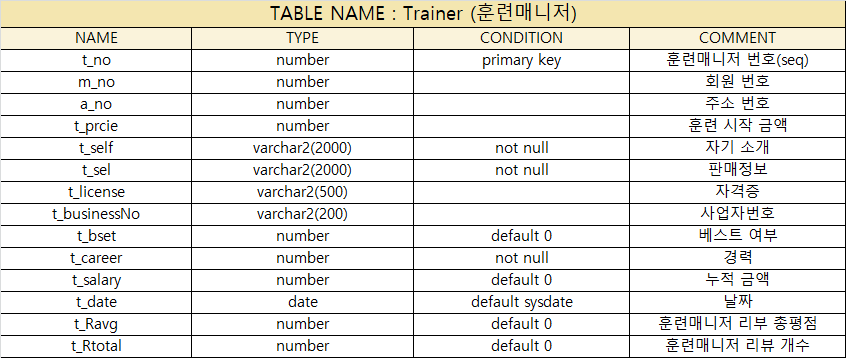 TABLE NAME : Trainer (훈련매니저)
NAME TYPE CONDITION COMMENT
t_no number primary key 훈련매니저 번호(seq)
m_no number 회원 번호
a_no number 주소 번호
t_prcie number 훈련 시작 금액
t_self varchar2(2000) not null 자기 소개
t_sel varchar2(2000) not null 판매정보
t_license varchar2(500) 자격증
t_businessNo varchar2(200) 사업자번호
t_bset number default 0 베스트 여부
t_career number not null 경력
t_salary number default 0 누적 금액
t_date date default sysdate 날짜
t_Ravg number default 0 훈련매니저 리부 총평점
t_Rtotal number default 0 훈련매니저 리뷰 개수